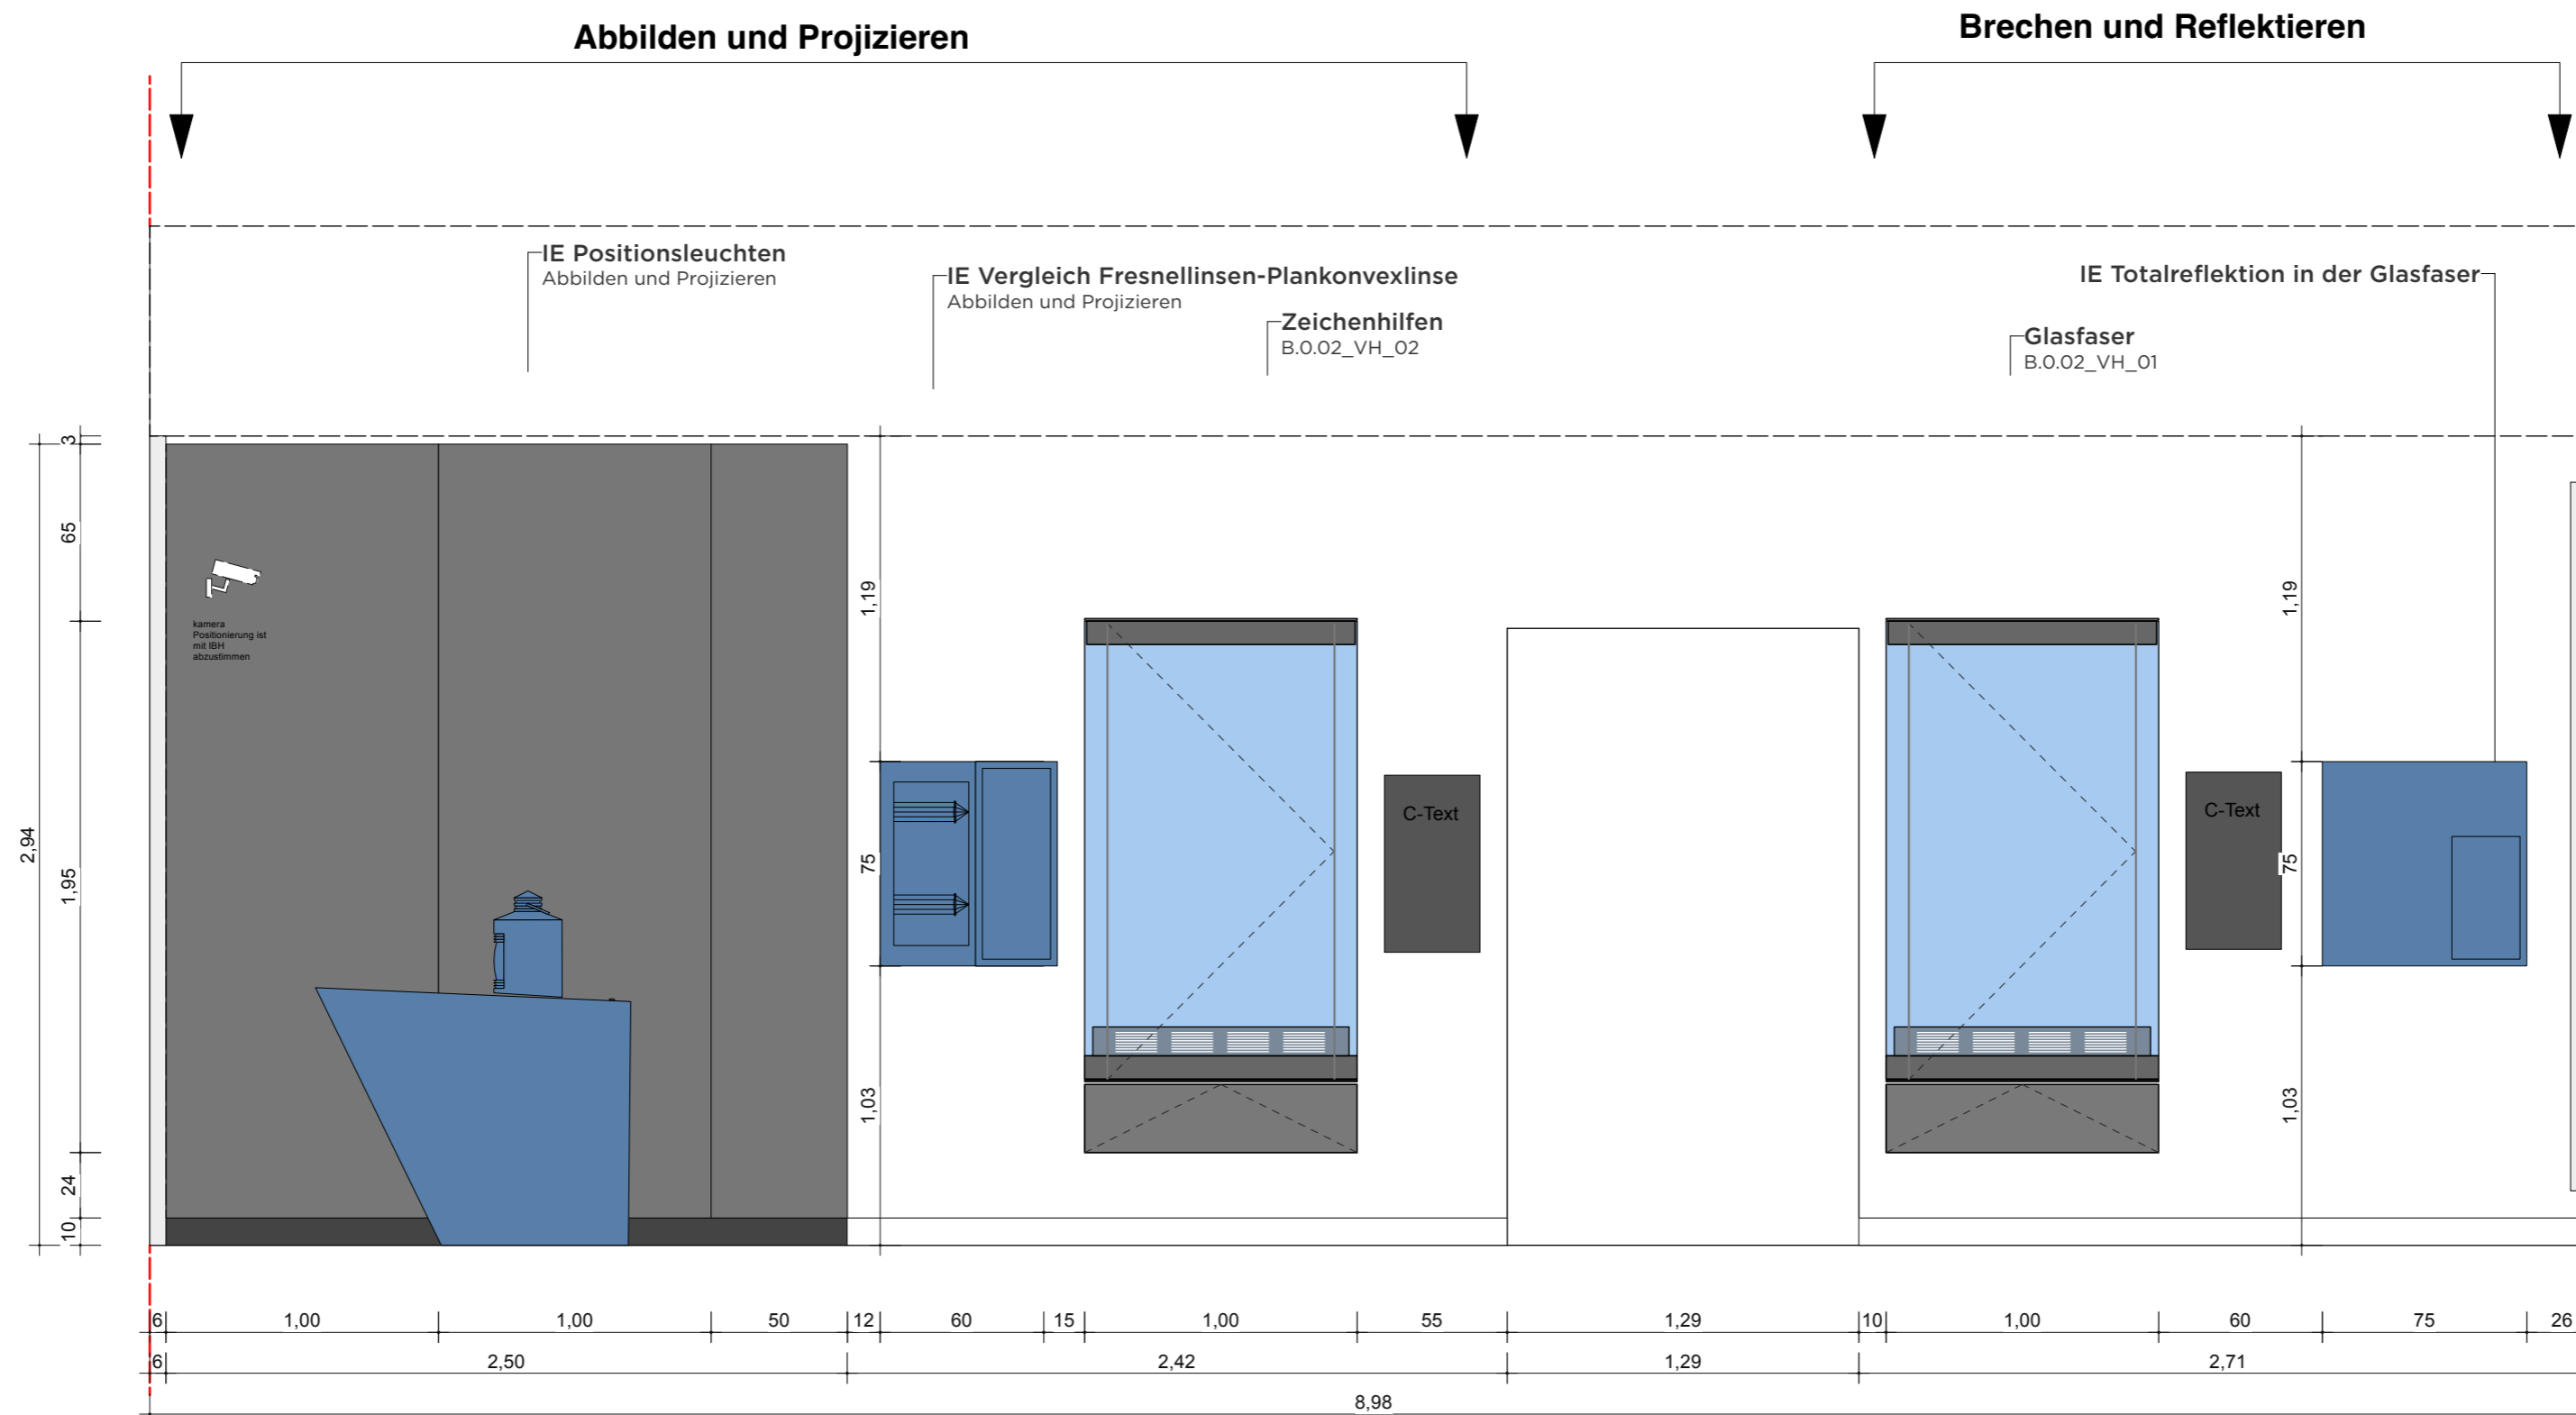 Abbilden und Projizieren
Brechen und Reflektieren
IE Positionsleuchten
Abbilden und Projizieren
IE Vergleich Fresnellinsen-Plankonvexlinse
Abbilden und Projizieren
Zeichenhilfen
B.0.02_VH_02
IE Totalreflektion in der Glasfaser
Glasfaser
B.0.02_VH_01
3
65
1,95
24
10
2,94
kamera
Positionierung ist
mit IBH
abzustimmen
1,19
75
1,03
C-Text
C-Text
1,19
75
1,03
6 1,00 1,00 50 12 60 15 1,00 55 1,29 10 1,00 60 75 26
6 2,50 2,42 1,29 2,71
8,98